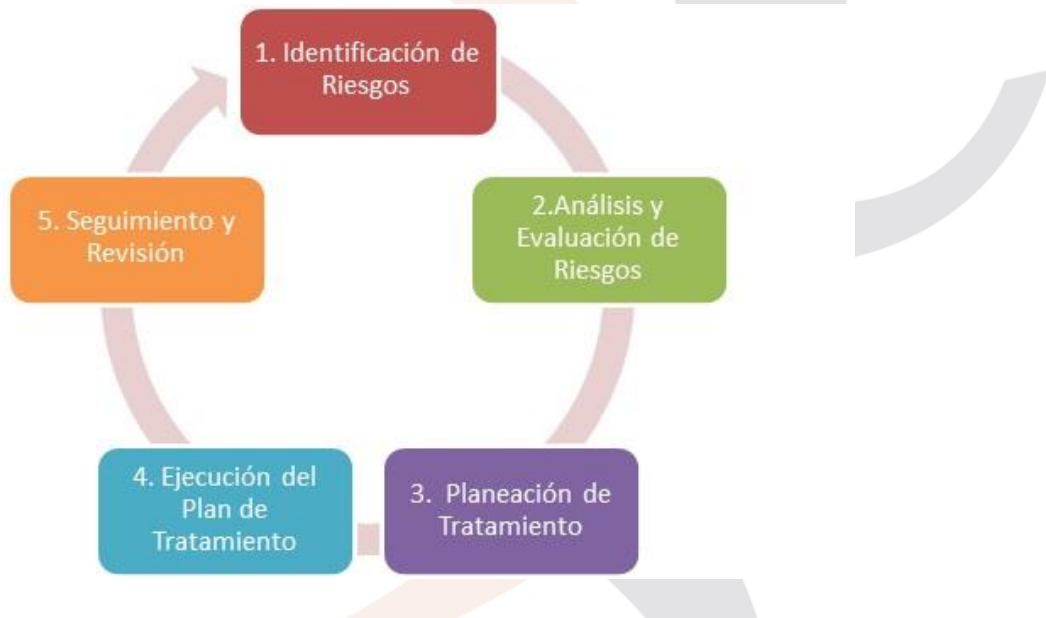 1. Identificación de
Riesgos
2.Análisis y
Evaluación de
Riesgos
3. Planeación de
Tratamiento
4. Ejecución del
Plan de
Tratamiento
5. Seguimiento y
Revisión